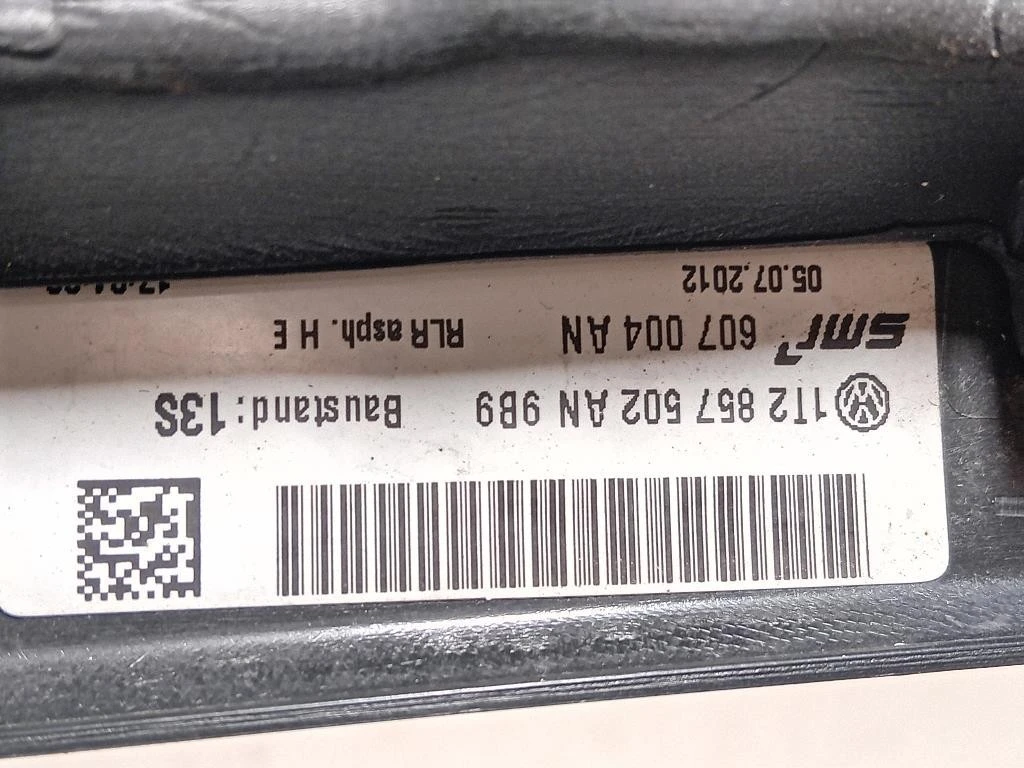 1T2 857 502 AN 9B9 Baustand: 13S
smr 607 004 AN RLR asph. H E
05.07.2012